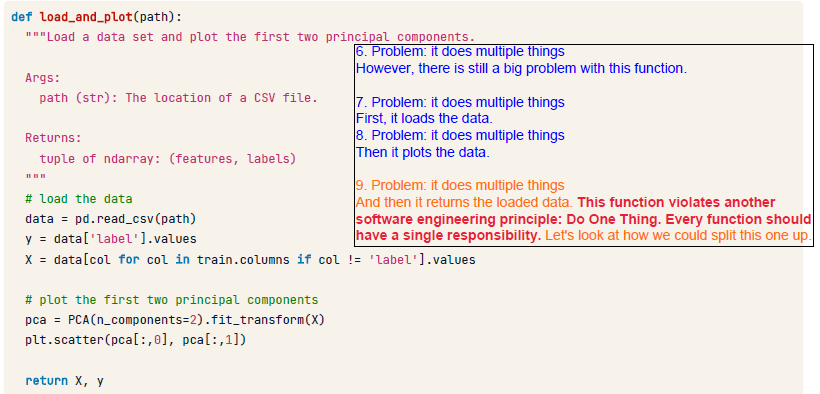 def load_and_plot(path):
"""Load a data set and plot the first two principal components.
6. Problem: it does multiple things
However, there is still a big problem with this function.
7. Problem: it does multiple things
First, it loads the data.
8. Problem: it does multiple things
Then it plots the data.
9. Problem: it does multiple things
And then it returns the loaded data. This function violates another
software engineering principle: Do One Thing. Every function should
have a single responsibility. Let's look at how we could split this one up.
Args:
path (str): The location of a CSV file.
Returns:
tuple of ndarray: (features, labels)
"""
# load the data
data = pd.read_csv(path)
y = data['label'].values
X = data[col for col in train.columns if col != 'label'].values
# plot the first two principal components
pca = PCA(n_components=2).fit_transform(X)
plt.scatter(pca[:,0], pca[:,1])
return X, y